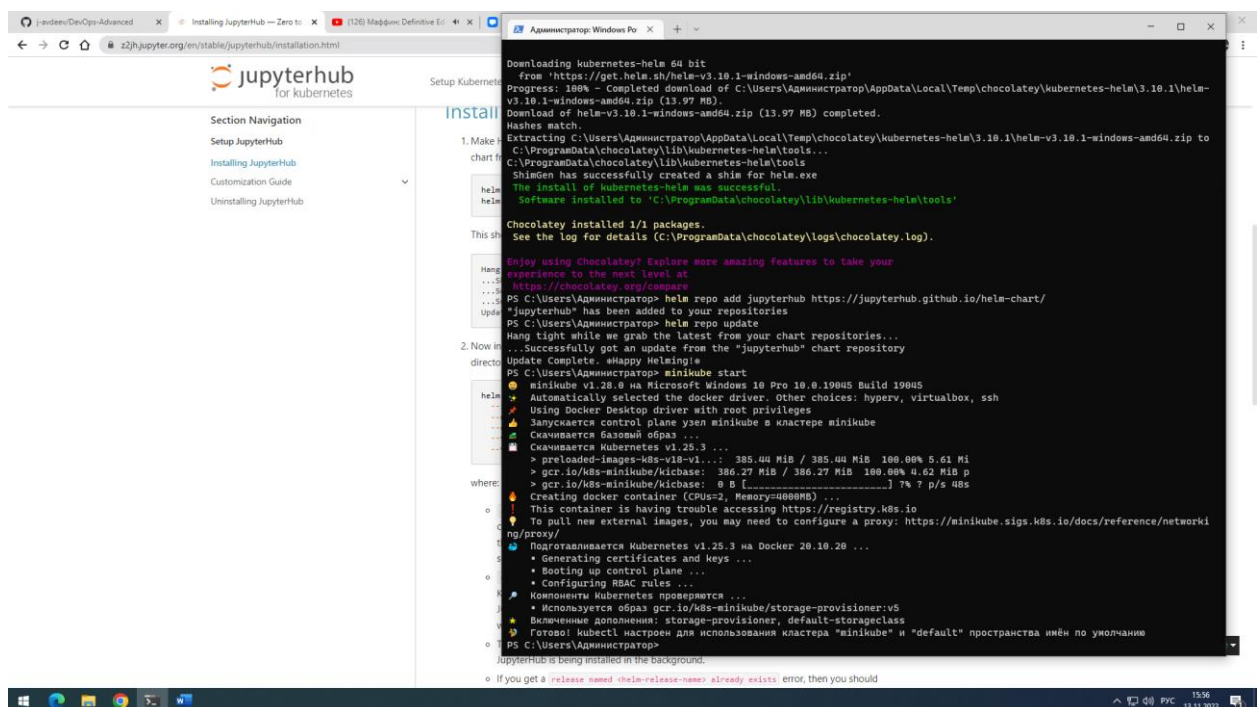 j-avdeev/DevOps-Advanced
Installing JupyterHub — Zero to
(126) Маффин: Definitive Ed
z2jh.jupyter.org/en/stable/jupyterhub/installation.html
jupyterhub
for kubernetes
Setup Kubernete
Section Navigation
Setup JupyterHub
Installing JupyterHub
Customization Guide
Uninstalling JupyterHub
Install
1. Make H
chart fr
helm
helm
This sh
Hang
...S
...S
...S
Upda
2. Now in
directo
helm
--
--
--
--
where:
JupyterHub is being installed in the background.
If you get a release named <helm-release-name> already exists error, then you should
Администратор: Windows Po
Downloading kubernetes-helm 64 bit
from 'https://get.helm.sh/helm-v3.10.1-windows-amd64.zip'
Progress: 100% - Completed download of C:\Users\Администратор\AppData\Local\Temp\chocolatey\kubernetes-helm\3.10.1\helm-
v3.10.1-windows-amd64.zip (13.97 MB).
Download of helm-v3.10.1-windows-amd64.zip (13.97 MB) completed.
Hashes match.
Extracting C:\Users\Администратор\AppData\Local\Temp\chocolatey\kubernetes-helm\3.10.1\helm-v3.10.1-windows-amd64.zip to
C:\ProgramData\chocolatey\lib\kubernetes-helm\tools...
C:\ProgramData\chocolatey\lib\kubernetes-helm\tools
ShimGen has successfully created a shim for helm.exe
The install of kubernetes-helm was successful.
Software installed to 'C:\ProgramData\chocolatey\lib\kubernetes-helm\tools'
Chocolatey installed 1/1 packages.
See the log for details (C:\ProgramData\chocolatey\logs\chocolatey.log).
Enjoy using Chocolatey? Explore more amazing features to take your
experience to the next level at
https://chocolatey.org/compare
PS C:\Users\Администратор> helm repo add jupyterhub https://jupyterhub.github.io/helm-chart/
"jupyterhub" has been added to your repositories
PS C:\Users\Администратор> helm repo update
Hang tight while we grab the latest from your chart repositories...
...Successfully got an update from the "jupyterhub" chart repository
Update Complete. ⎈Happy Helming!⎈
PS C:\Users\Администратор> minikube start
minikube v1.28.0 на Microsoft Windows 10 Pro 10.0.19045 Build 19045
Automatically selected the docker driver. Other choices: hyperv, virtualbox, ssh
Using Docker Desktop driver with root privileges
Запускается control plane узел minikube в кластере minikube
Скачивается базовый образ ...
Скачивается Kubernetes v1.25.3 ...
> preloaded-images-k8s-v18-v1...: 385.44 MiB / 385.44 MiB 100.00% 5.61 Mi
> gcr.io/k8s-minikube/kicbase: 386.27 MiB / 386.27 MiB 100.00% 4.62 MiB p
> gcr.io/k8s-minikube/kicbase: 0 B [________________________] ?% ? p/s 48s
Creating docker container (CPUs=2, Memory=4000MB) ...
This container is having trouble accessing https://registry.k8s.io
To pull new external images, you may need to configure a proxy: https://minikube.sigs.k8s.io/docs/reference/networki
ng/proxy/
Подготавливается Kubernetes v1.25.3 на Docker 20.10.20 ...
▪ Generating certificates and keys ...
▪ Booting up control plane ...
▪ Configuring RBAC rules ...
Компоненты Kubernetes проверяются ...
▪ Используется образ gcr.io/k8s-minikube/storage-provisioner:v5
Включенные дополнения: storage-provisioner, default-storageclass
Готово! kubectl настроен для использования кластера "minikube" и "default" пространства имён по умолчанию
PS C:\Users\Администратор>
РУС
15:56
13.11.2022